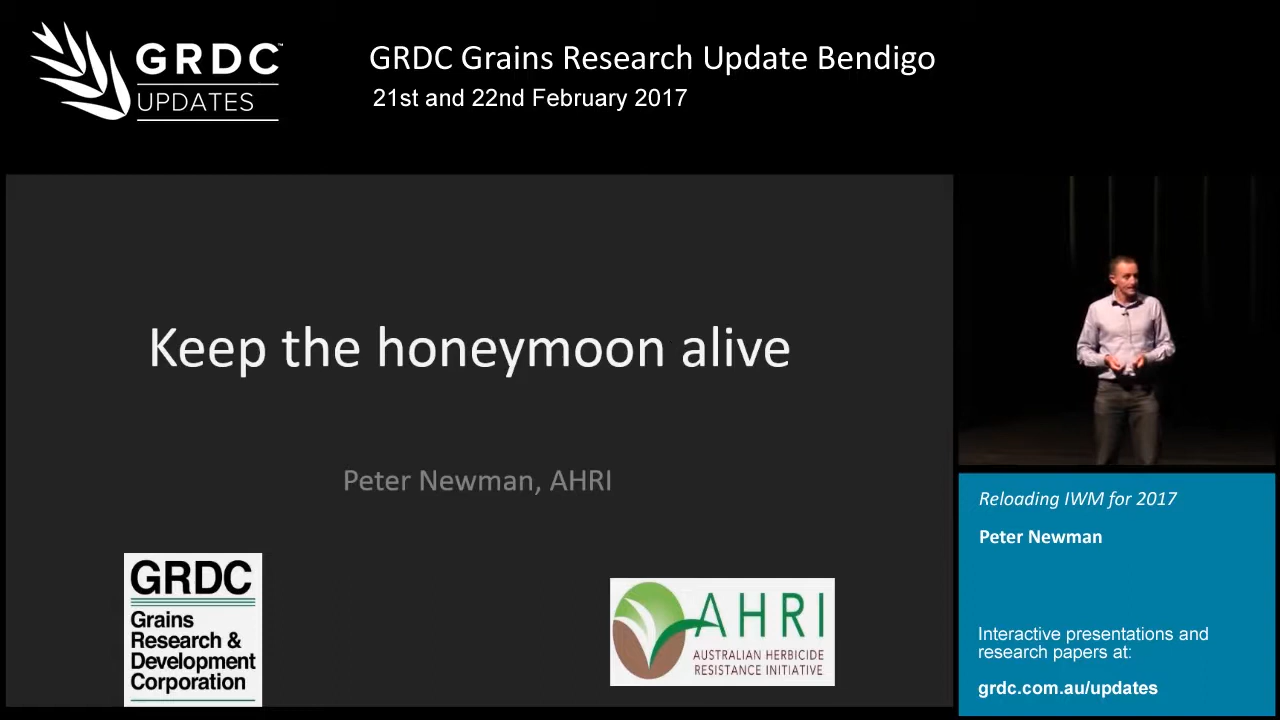 GRDC™
UPDATES
GRDC Grains Research Update Bendigo
21st and 22nd February 2017
Keep the honeymoon alive
Peter Newman, AHRI
GRDC
Grains
Research &
Development
Corporation
AHRI
AUSTRALIAN HERBICIDE
RESISTANCE INITIATIVE
Reloading IWM for 2017
Peter Newman
Interactive presentations and
research papers at:
grdc.com.au/updates